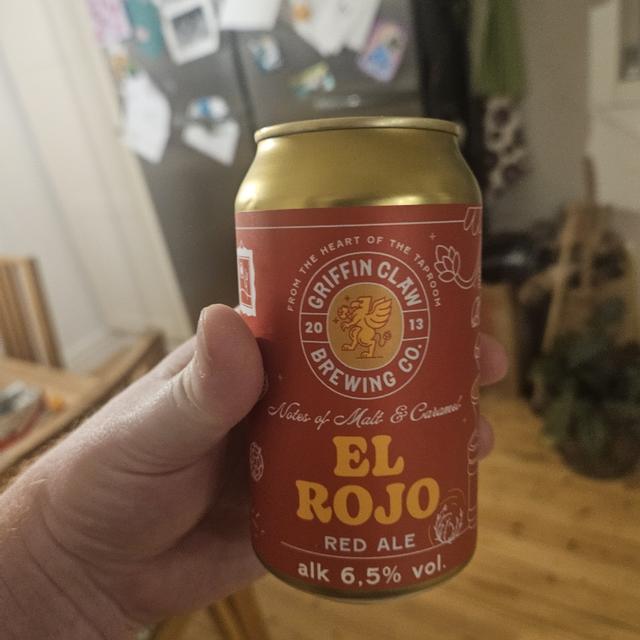 FROM THE HEART OF THE TAPROOM
GRIFFIN CLAW
20 13
BREWING CO.
Notes of Malt & Caramel
EL
ROJO
RED ALE
alk 6,5% vol.